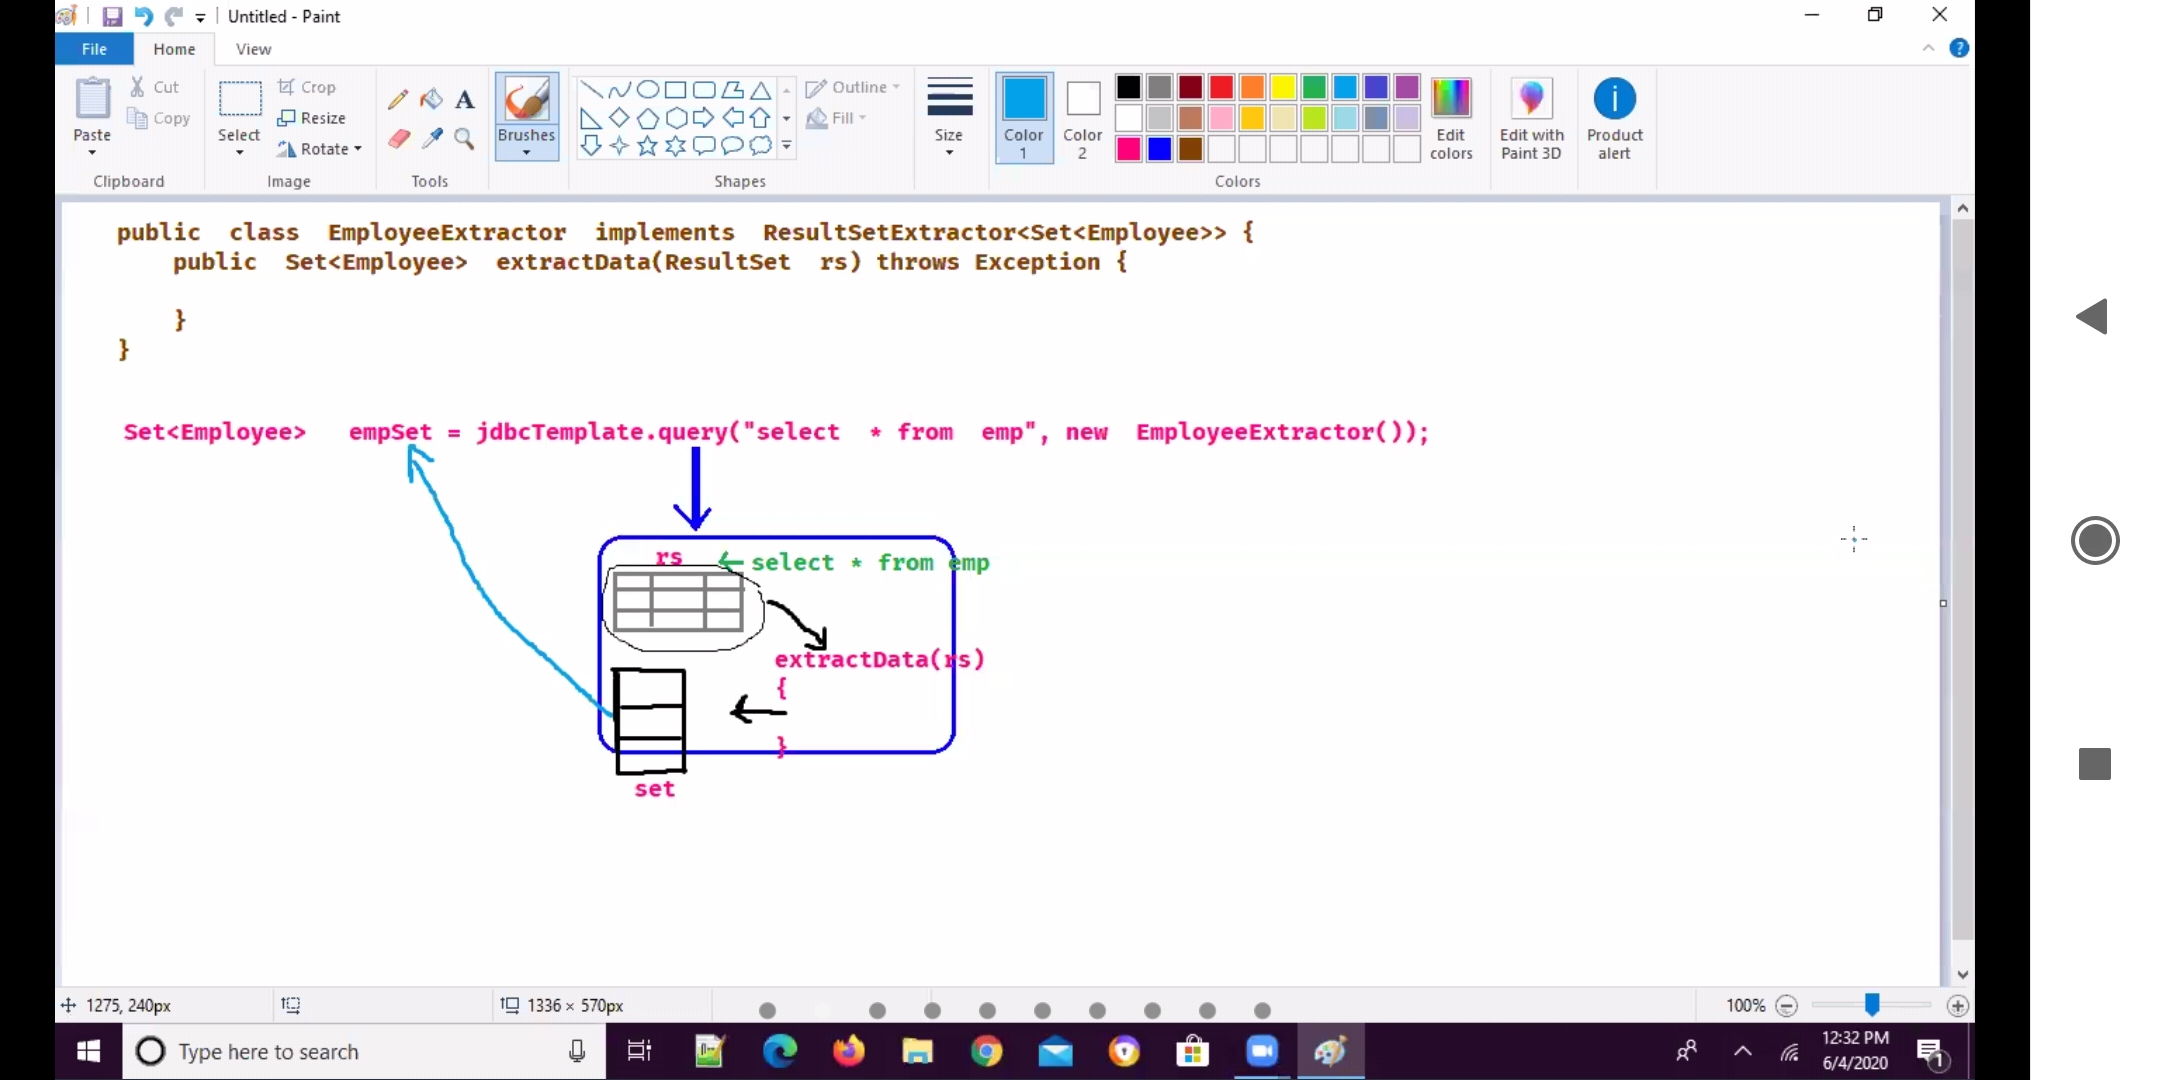 Untitled - Paint
File Home View
Paste
Cut
Copy
Clipboard
Select
Crop
Resize
Rotate
Image
Tools
Brushes
Shapes
Outline
Fill
Size
Color 1
Color 2
Edit colors
Colors
Edit with Paint 3D
Product alert
public class EmployeeExtractor implements ResultSetExtractor<Set<Employee>> {
public Set<Employee> extractData(ResultSet rs) throws Exception {
}
}
Set<Employee> empSet = jdbcTemplate.query("select * from emp", new EmployeeExtractor());
rs select * from emp
extractData(rs)
{
}
set
1275, 240px
1336 × 570px
100%
Type here to search
12:32 PM
6/4/2020
1